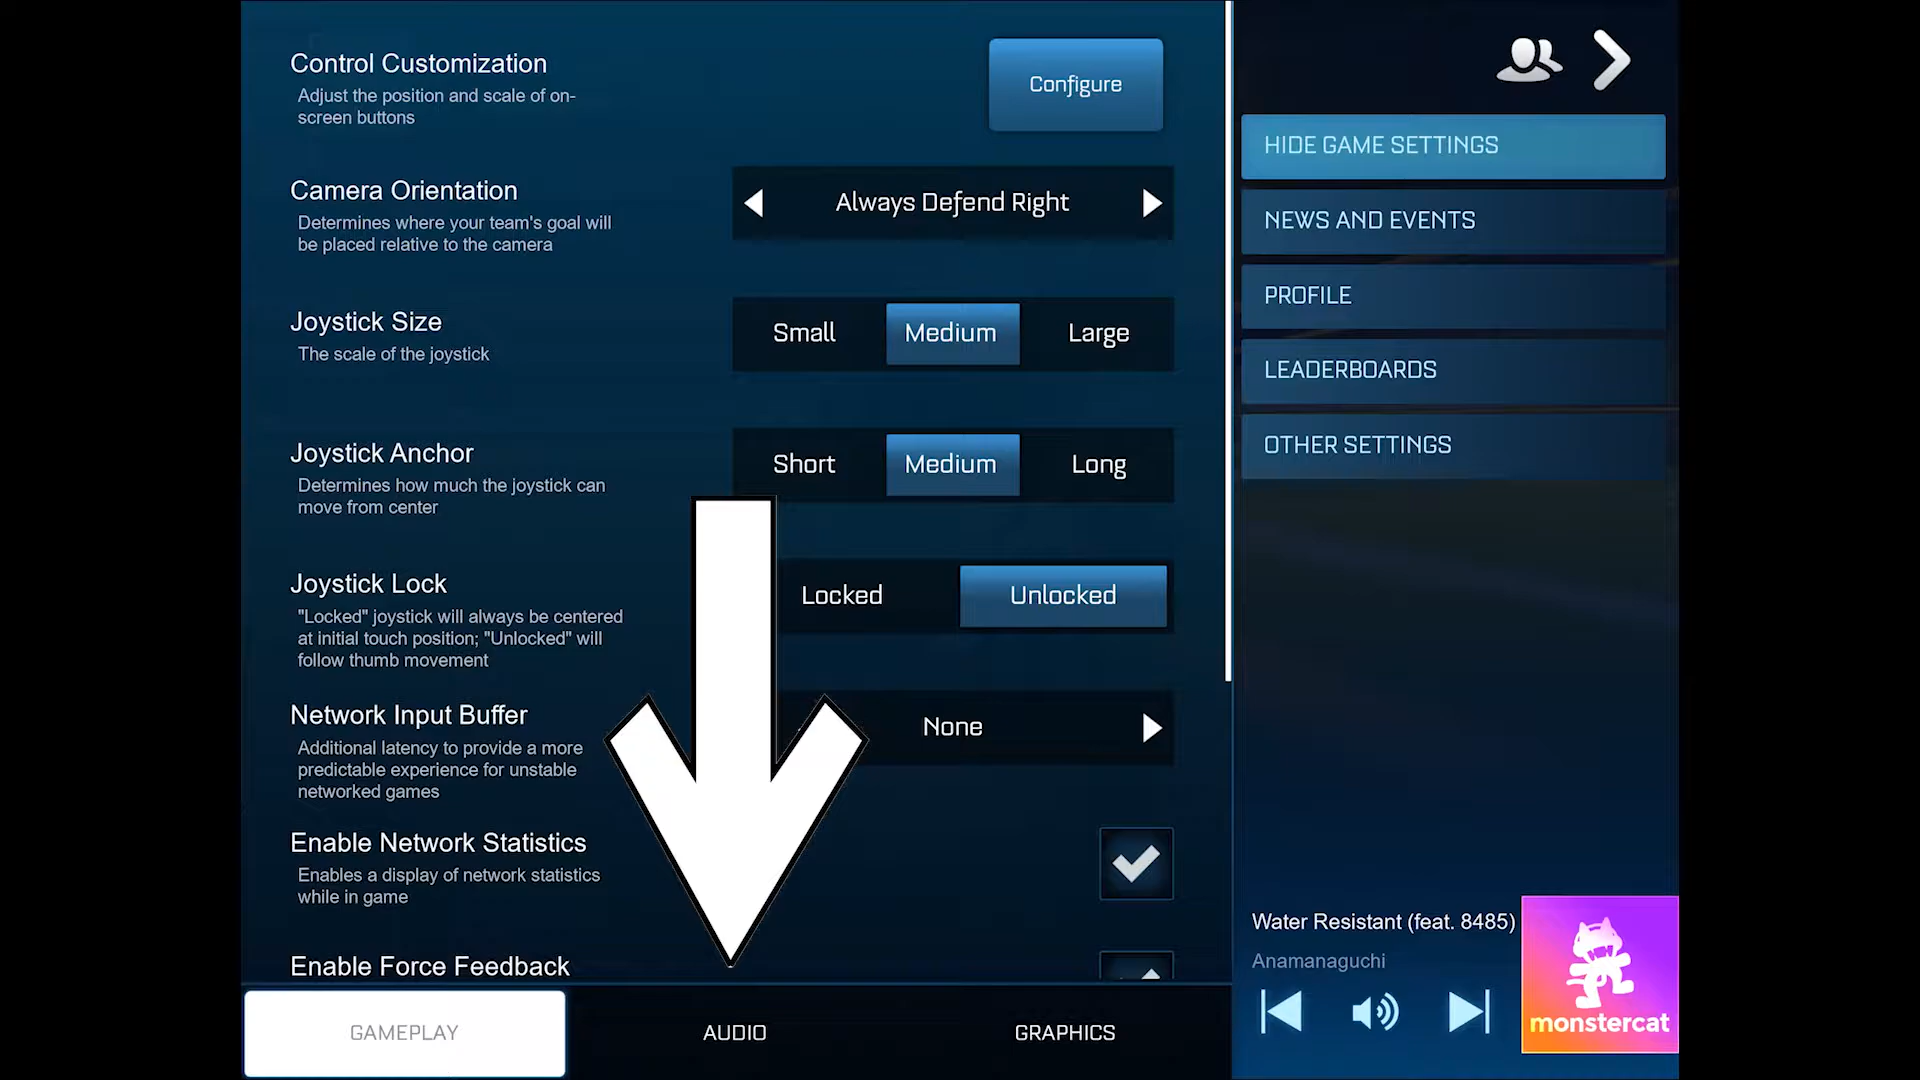 Control Customization
Adjust the position and scale of on-
screen buttons
Configure
Camera Orientation
Determines where your team's goal will
be placed relative to the camera
Always Defend Right
Joystick Size
The scale of the joystick
Small Medium Large
Joystick Anchor
Determines how much the joystick can
move from center
Short Medium Long
Joystick Lock
"Locked" joystick will always be centered
at initial touch position; "Unlocked" will
follow thumb movement
Locked Unlocked
Network Input Buffer
Additional latency to provide a more
predictable experience for unstable
networked games
None
Enable Network Statistics
Enables a display of network statistics
while in game
Enable Force Feedback
GAMEPLAY AUDIO GRAPHICS
HIDE GAME SETTINGS
NEWS AND EVENTS
PROFILE
LEADERBOARDS
OTHER SETTINGS
Water Resistant (feat. 8485)
Anamanaguchi
monstercat